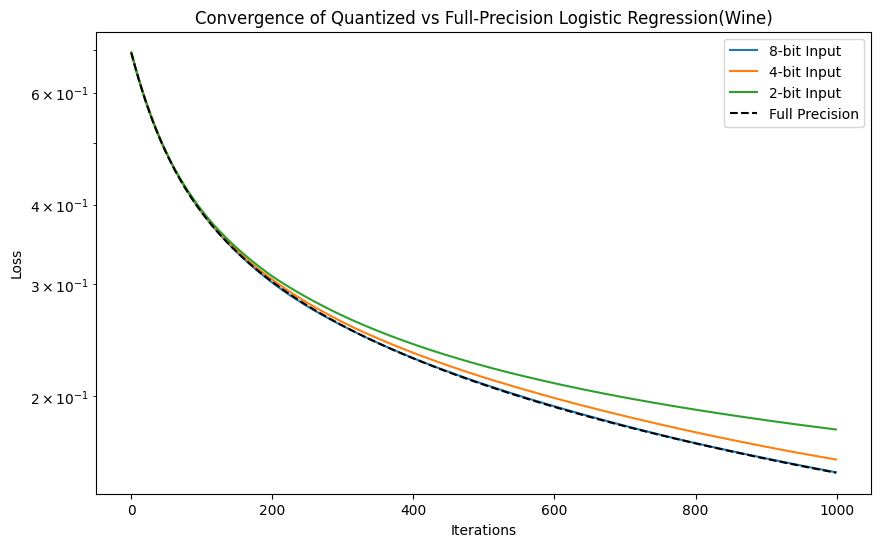 Convergence of Quantized vs Full-Precision Logistic Regression(Wine)
8-bit Input
4-bit Input
2-bit Input
Full Precision
Loss
6 × 10⁻¹
4 × 10⁻¹
3 × 10⁻¹
2 × 10⁻¹
0 200 400 600 800 1000
Iterations